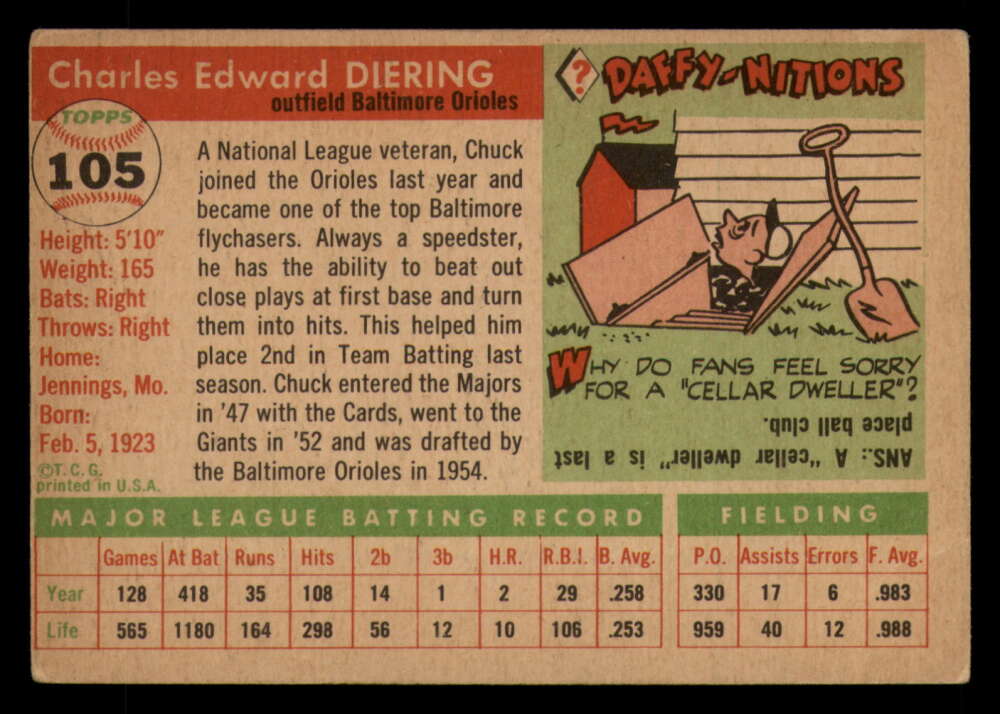 Charles Edward DIERING
outfield Baltimore Orioles
TOPPS
105
Height: 5'10"
Weight: 165
Bats: Right
Throws: Right
Home:
Jennings, Mo.
Born:
Feb. 5, 1923
©T. C. G.
printed in U.S.A.
A National League veteran, Chuck
joined the Orioles last year and
became one of the top Baltimore
flychasers. Always a speedster,
he has the ability to beat out
close plays at first base and turn
them into hits. This helped him
place 2nd in Team Batting last
season. Chuck entered the Majors
in '47 with the Cards, went to the
Giants in '52 and was drafted by
the Baltimore Orioles in 1954.
? DAFFY-NITIONS
WHY DO FANS FEEL SORRY
FOR A "CELLAR DWELLER"?
ANS.: A "cellar dweller" is a last
place ball club.
MAJOR LEAGUE BATTING RECORD
Games At Bat Runs Hits 2b 3b H.R. R.B.I. B. Avg.
Year 128 418 35 108 14 1 2 29 .258
Life 565 1180 164 298 56 12 10 106 .253
FIELDING
P.O. Assists Errors F. Avg.
330 17 6 .983
959 40 12 .988